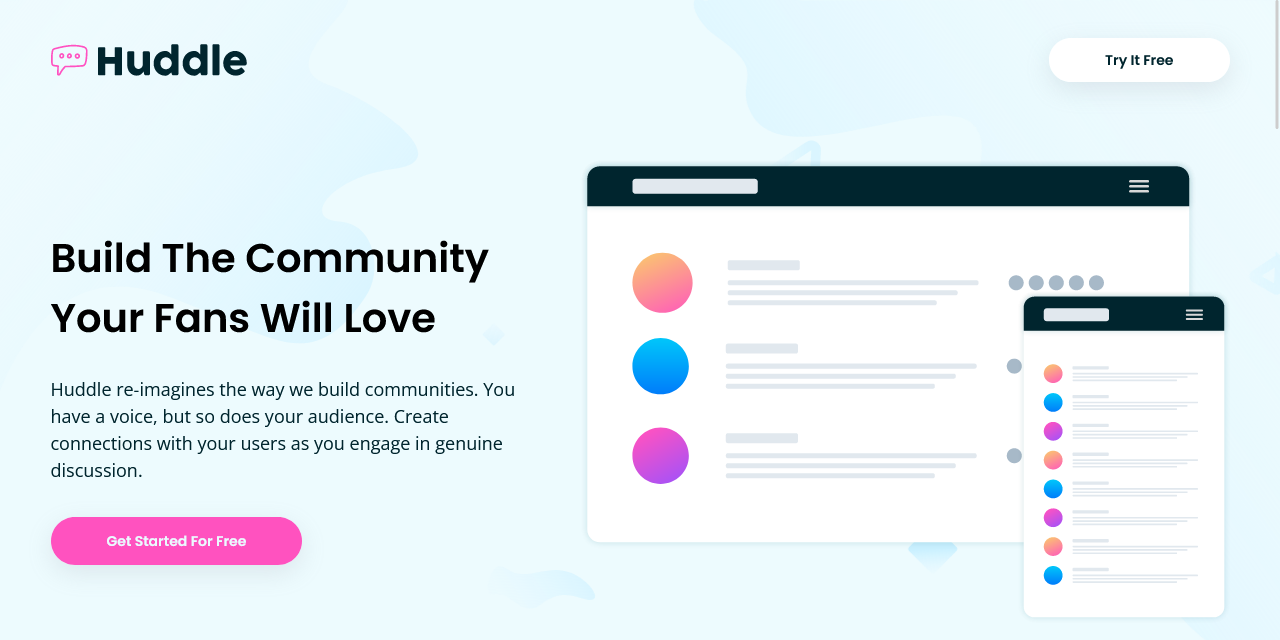 Huddle
Try It Free
Build The Community
Your Fans Will Love
Huddle re-imagines the way we build communities. You
have a voice, but so does your audience. Create
connections with your users as you engage in genuine
discussion.
Get Started For Free